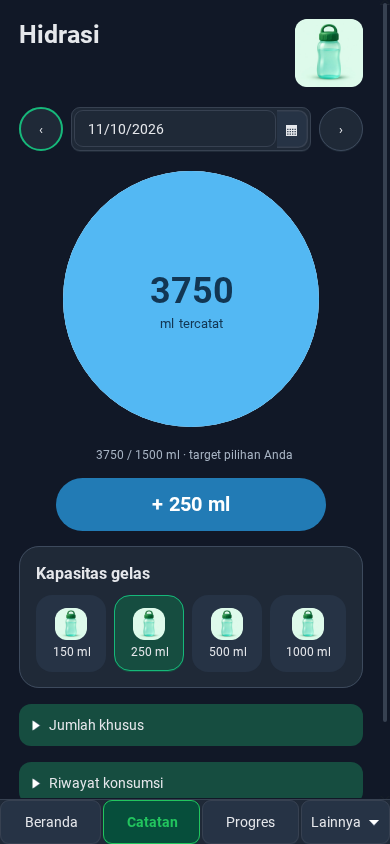 Hidrasi
‹
11/10/2026
›
3750
ml tercatat
3750 / 1500 ml · target pilihan Anda
+ 250 ml
Kapasitas gelas
150 ml
250 ml
500 ml
1000 ml
Jumlah khusus
Riwayat konsumsi
Beranda
Catatan
Progres
Lainnya